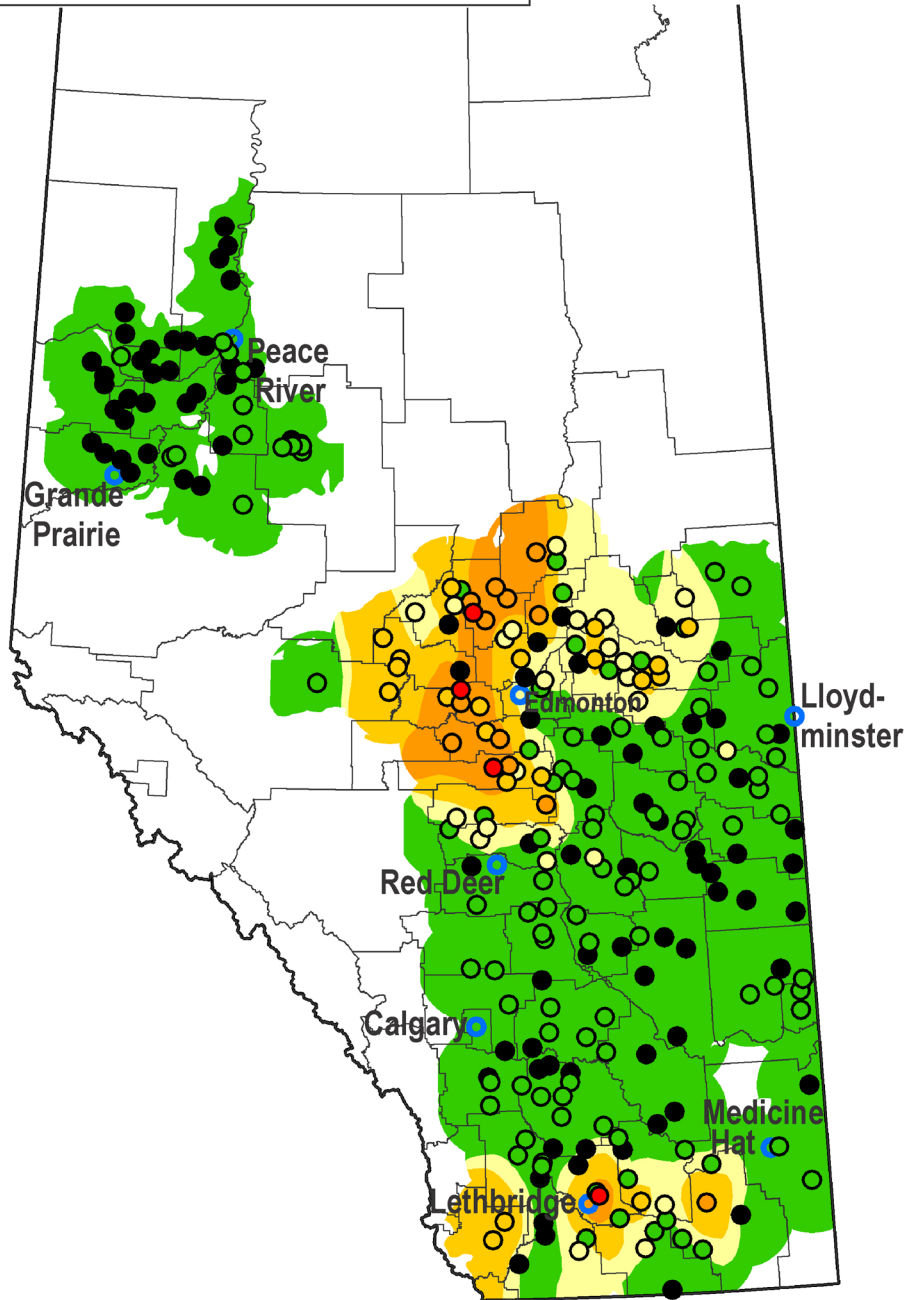 Peace
River
Grande
Prairie
Edmonton
Lloyd-
minster
Red Deer
Calgary
Medicine
Hat
Lethbridge